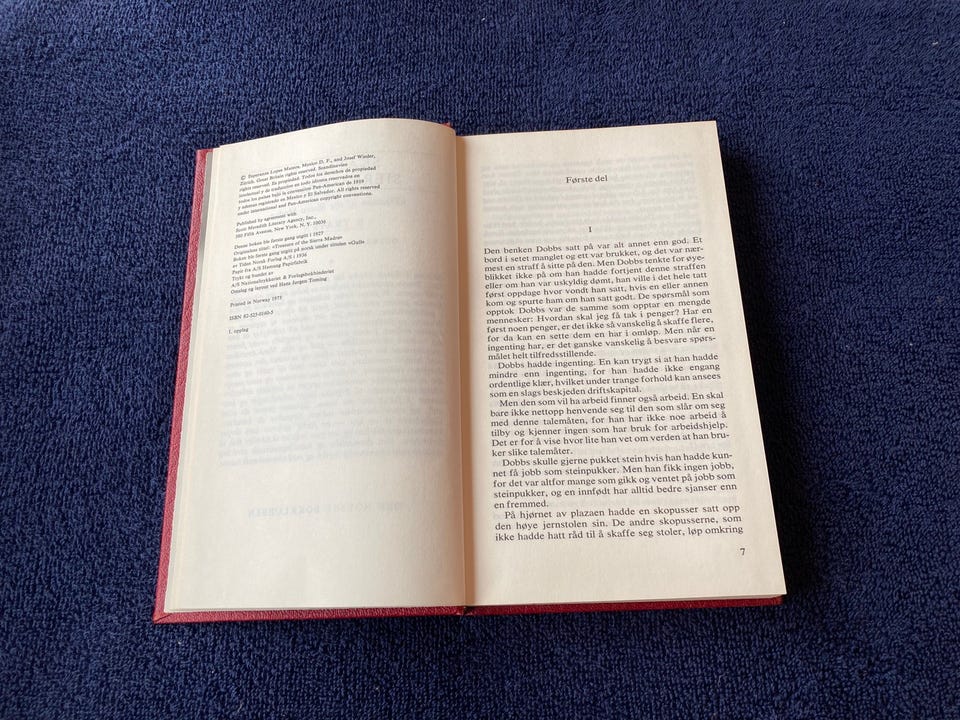 © Esperanza Lopez Mateos, Mexico D. F., and Josef Wieder,
Zürich. Great Britain rights reserved. Scandinavian
rights reserved. Es propiedad. Todos los derechos de propiedad
intelectual y de traduccion en todo idioma reservados en
todos los paises bajo la convencion Pan-American de 1919
y ademas registrado en Mexico y El Salvador. All rights reserved
under international and Pan-American copyright conventions.
Published by agreement with
Scott Meredith Literary Agency, Inc.,
580 Fifth Avenue, New York, N. Y. 10036
Denne boken ble første gang utgitt i 1927
Originalens tittel: «Treasure of the Sierra Madre»
Boken ble første gang utgitt på norsk under tittelen «Gull»
av Tiden Norsk Forlag A/S i 1936
Papir fra A/S Hamang Papirfabrik
Trykt og bundet av
A/S Nationaltrykkeriet & Forlagsbokbinderiet
Omslag og layout ved Hans Jørgen Toming
Printed in Norway 1975
ISBN 82-525-0160-5
1. opplag
Første del
I
Den benken Dobbs satt på var alt annet enn god. Et
bord i setet manglet og ett var brukket, og det var nær-
mest en straff å sitte på den. Men Dobbs tenkte for øye-
blikket ikke på om han hadde fortjent denne straffen
eller om han var uskyldig dømt, han ville i det hele tatt
først oppdage hvor vondt han satt, hvis en eller annen
kom og spurte ham om han satt godt. De spørsmål som
opptok Dobbs var de samme som opptar en mengde
mennesker: Hvordan skal jeg få tak i penger? Har en
først noen penger, er det ikke så vanskelig å skaffe flere,
for da kan en sette dem en har i omløp. Men når en
ingenting har, er det ganske vanskelig å besvare spørs-
målet helt tilfredsstillende.
Dobbs hadde ingenting. En kan trygt si at han hadde
mindre enn ingenting, for han hadde ikke engang
ordentlige klær, hvilket under trange forhold kan ansees
som en slags beskjeden driftskapital.
Men den som vil ha arbeid finner også arbeid. En skal
bare ikke nettopp henvende seg til den som slår om seg
med denne talemåten, for han har ikke noe arbeid å
tilby og kjenner ingen som har bruk for arbeidshjelp.
Det er for å vise hvor lite han vet om verden at han bru-
ker slike talemåter.
Dobbs skulle gjerne pukket stein hvis han hadde kun-
net få jobb som steinpukker. Men han fikk ingen jobb,
for det var altfor mange som gikk og ventet på jobb som
steinpukker, og en innfødt har alltid bedre sjanser enn
en fremmed.
På hjørnet av plazaen hadde en skopusser satt opp
den høye jernstolen sin. De andre skopusserne, som
ikke hadde hatt råd til å skaffe seg stoler, løp omkring
7